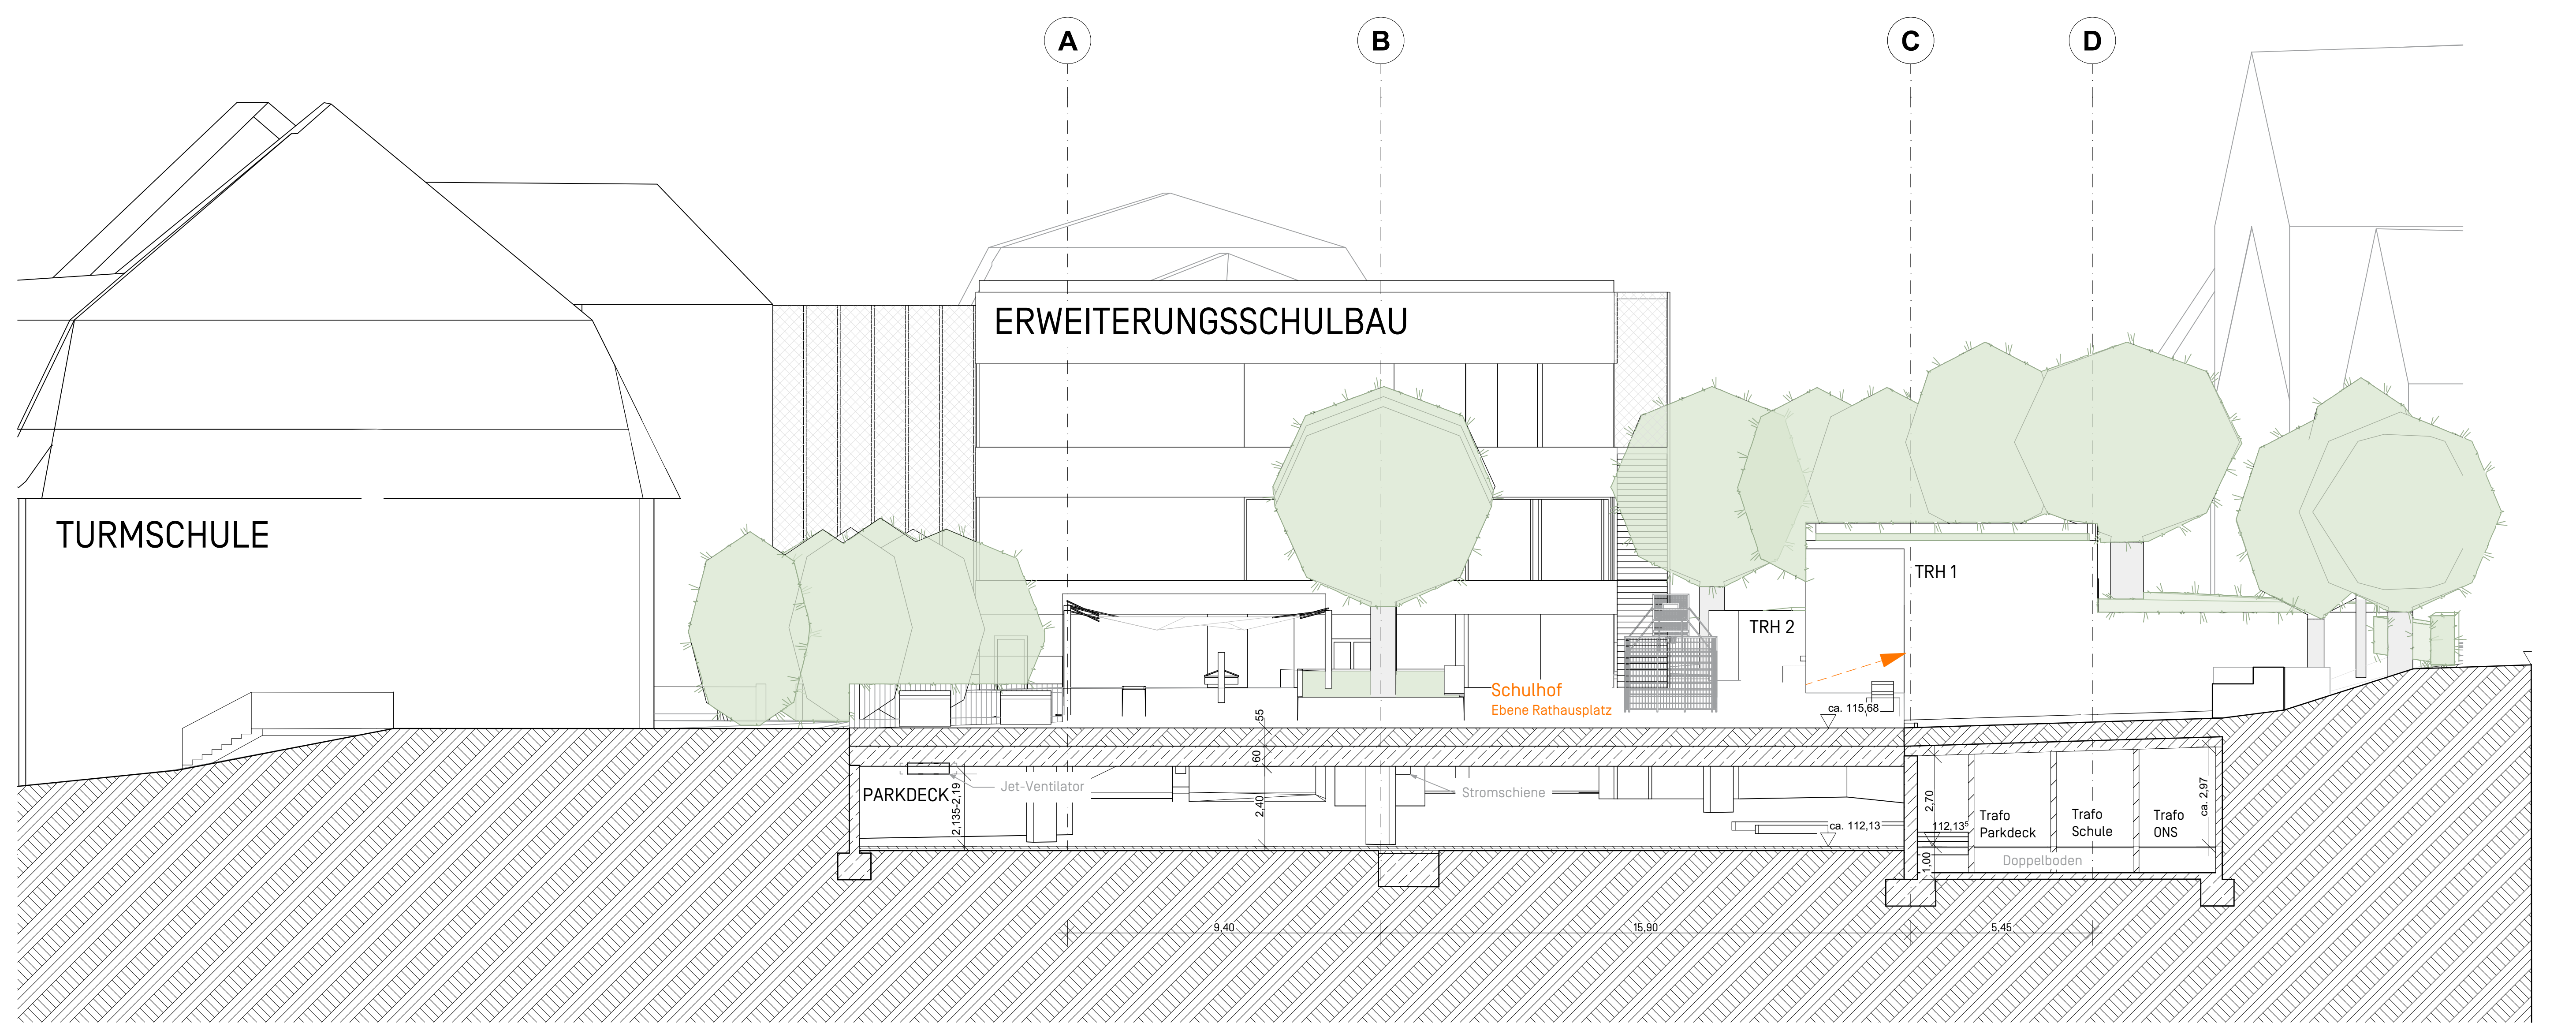 A
B
C
D
ERWEITERUNGSSCHULBAU
TURMSCHULE
TRH 1
TRH 2
Schulhof
Ebene Rathausplatz
ca. 115,68
55
60
2,40
PARKDECK
2,135-2,19
Jet-Ventilator
Stromschiene
ca. 112,13
2,70
112,13⁵
1,00
Trafo
Parkdeck
Trafo
Schule
Trafo
ONS
ca. 2,97
Doppelboden
9,40
15,90
5,45